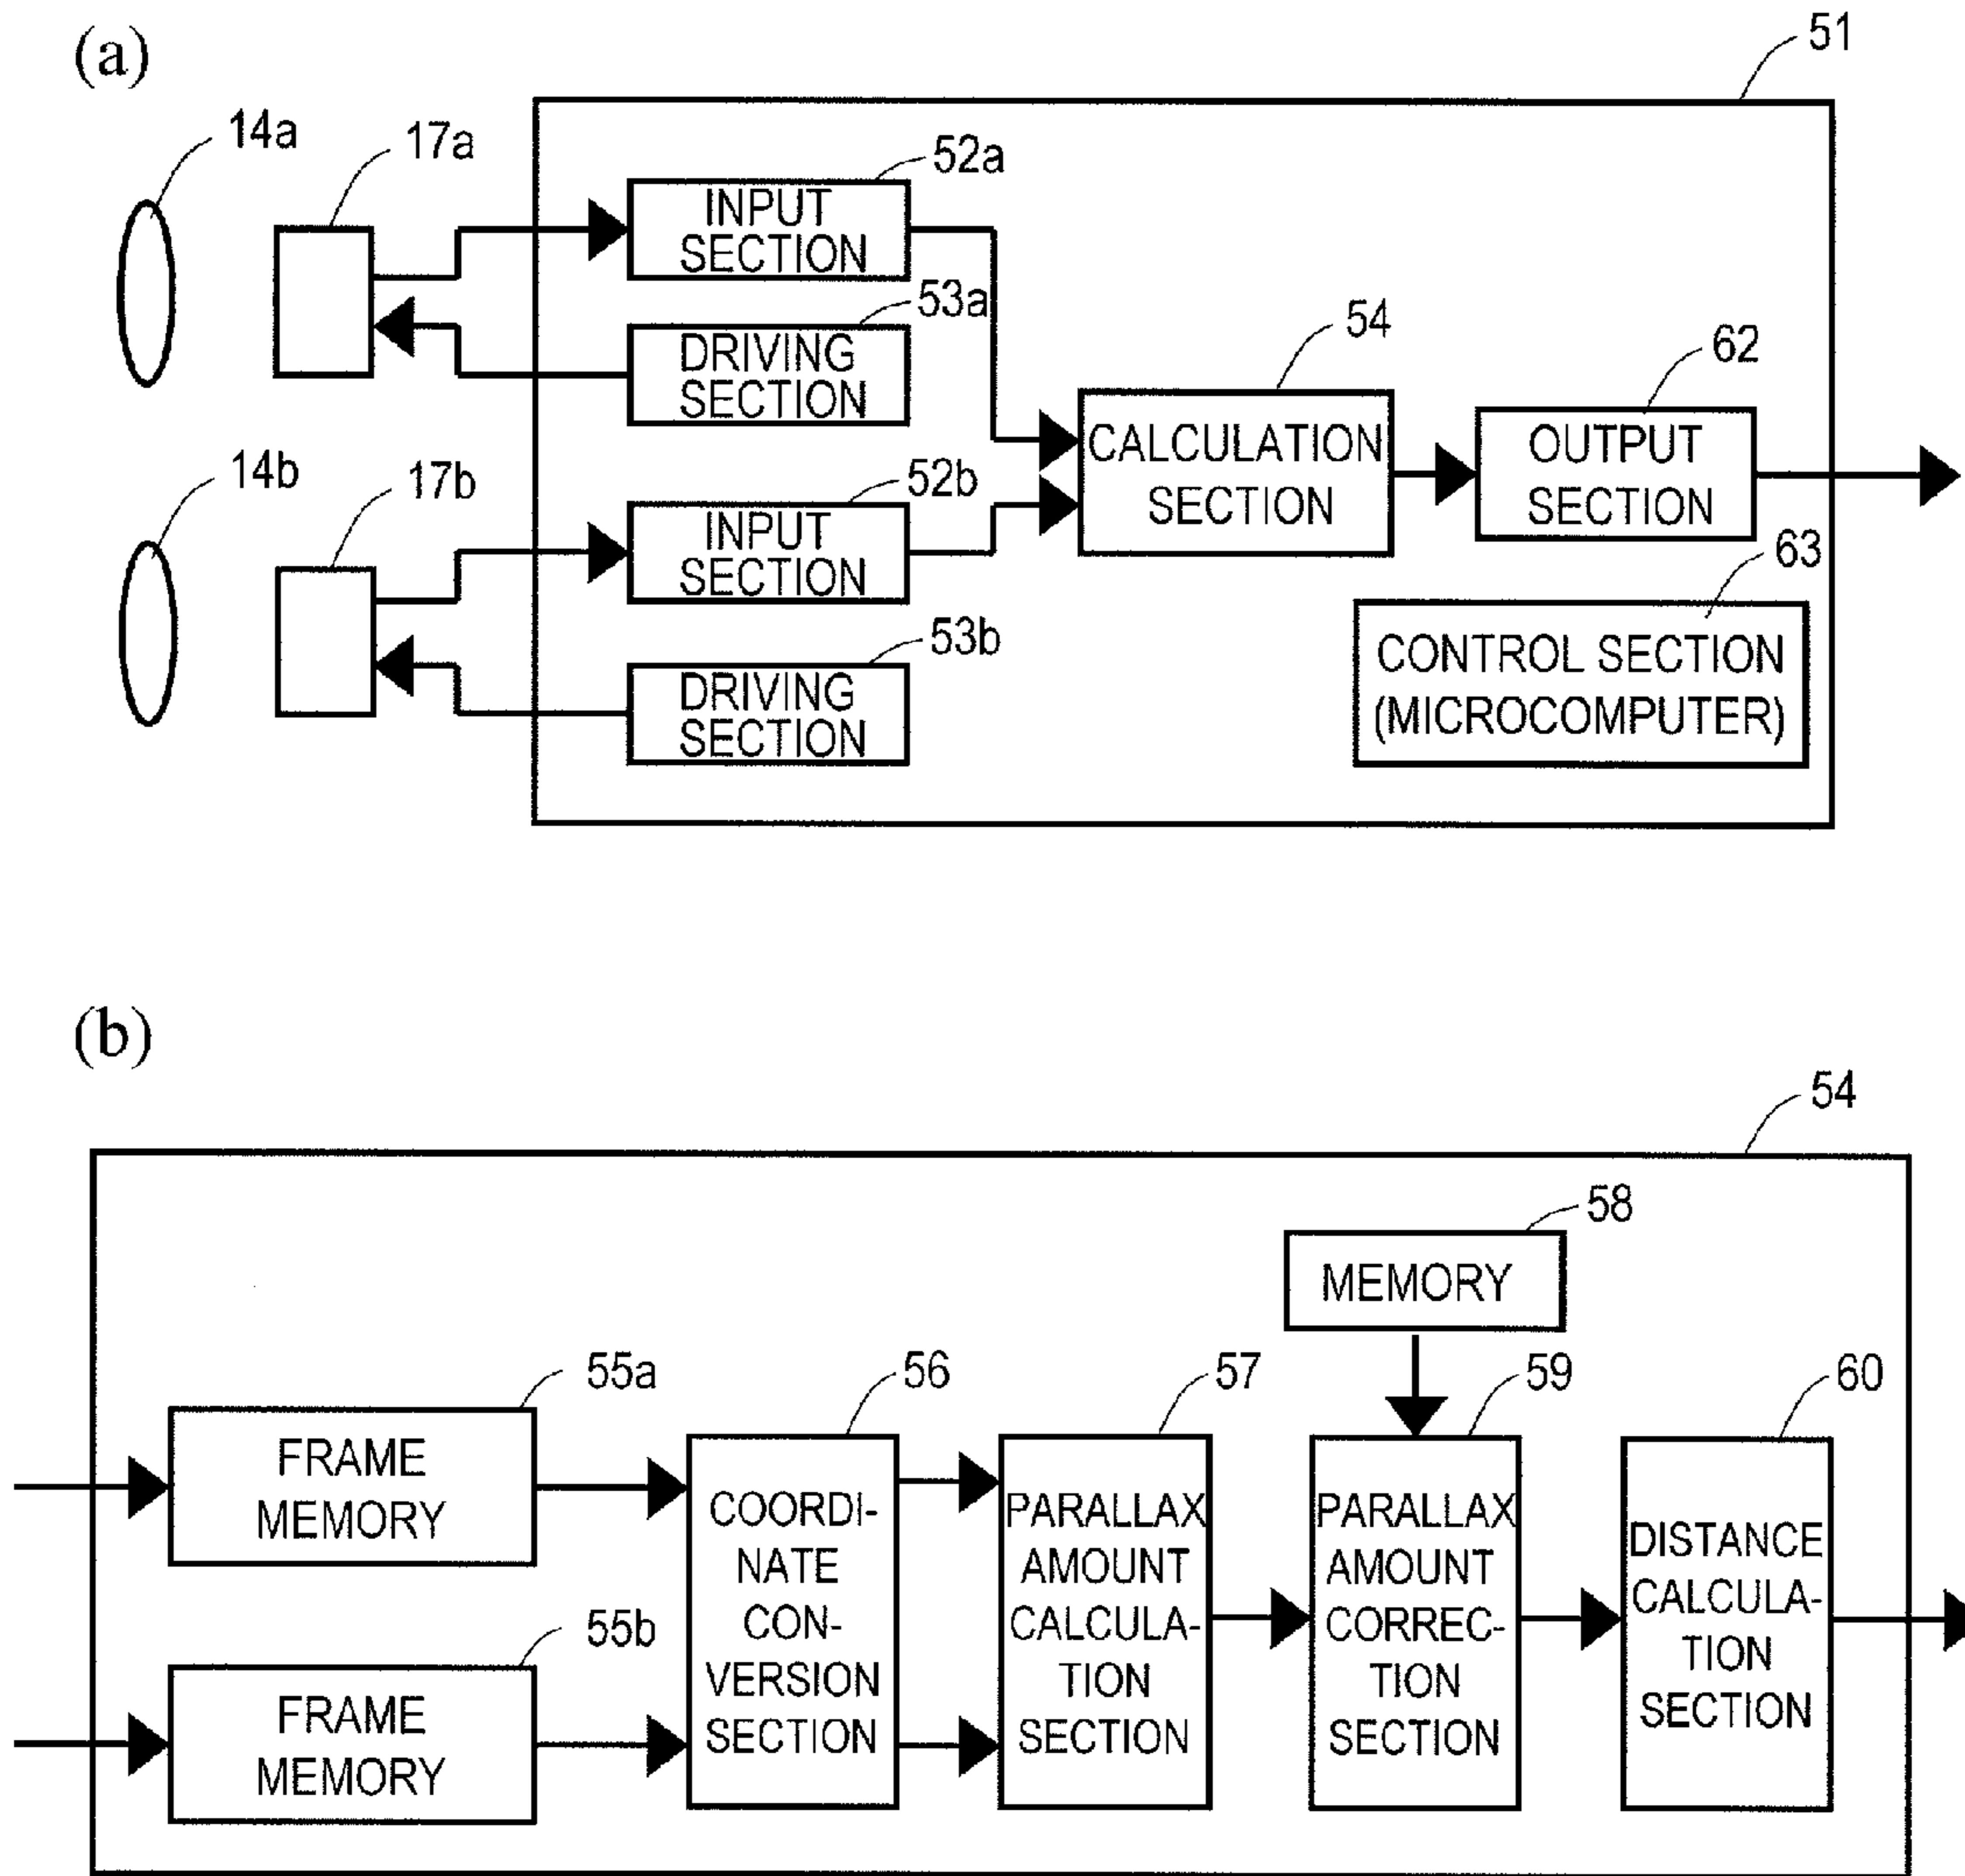 (a)
51
14a
17a
52a
INPUT
SECTION
53a
DRIVING
SECTION
54
CALCULATION
SECTION
62
OUTPUT
SECTION
14b
17b
52b
INPUT
SECTION
53b
DRIVING
SECTION
63
CONTROL SECTION
(MICROCOMPUTER)
(b)
54
58
MEMORY
55a
FRAME
MEMORY
55b
FRAME
MEMORY
56
COORDI-
NATE
CON-
VERSION
SECTION
57
PARALLAX
AMOUNT
CALCULA-
TION
SECTION
59
PARALLAX
AMOUNT
CORREC-
TION
SECTION
60
DISTANCE
CALCULA-
TION
SECTION